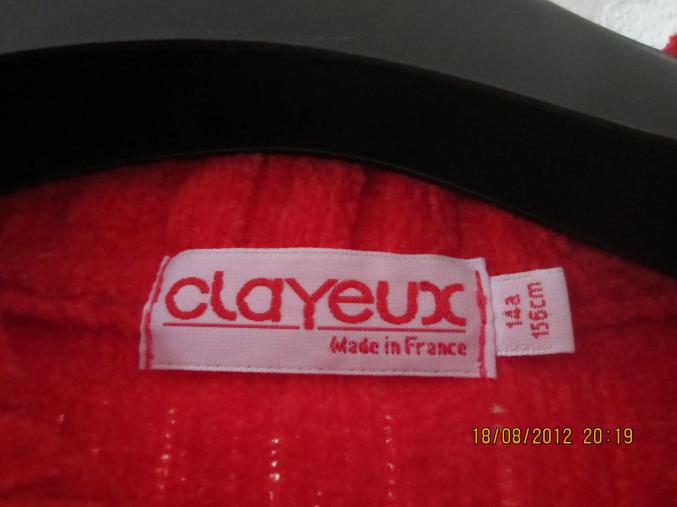 clayeux
Made in France
14a
156cm
18/08/2012 20:19